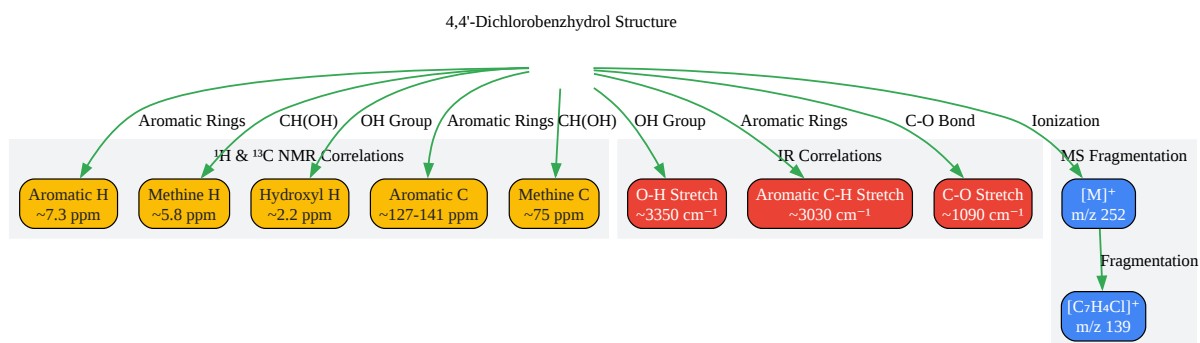 4,4'-Dichlorobenzhydrol Structure
Aromatic Rings
CH(OH)
OH Group
Aromatic Rings
CH(OH)
OH Group
Aromatic Rings
C-O Bond
Ionization
¹H & ¹³C NMR Correlations
IR Correlations
MS Fragmentation
Aromatic H
~7.3 ppm
Methine H
~5.8 ppm
Hydroxyl H
~2.2 ppm
Aromatic C
~127-141 ppm
Methine C
~75 ppm
O-H Stretch
~3350 cm⁻¹
Aromatic C-H Stretch
~3030 cm⁻¹
C-O Stretch
~1090 cm⁻¹
[M]⁺
m/z 252
Fragmentation
[C₇H₄Cl]⁺
m/z 139